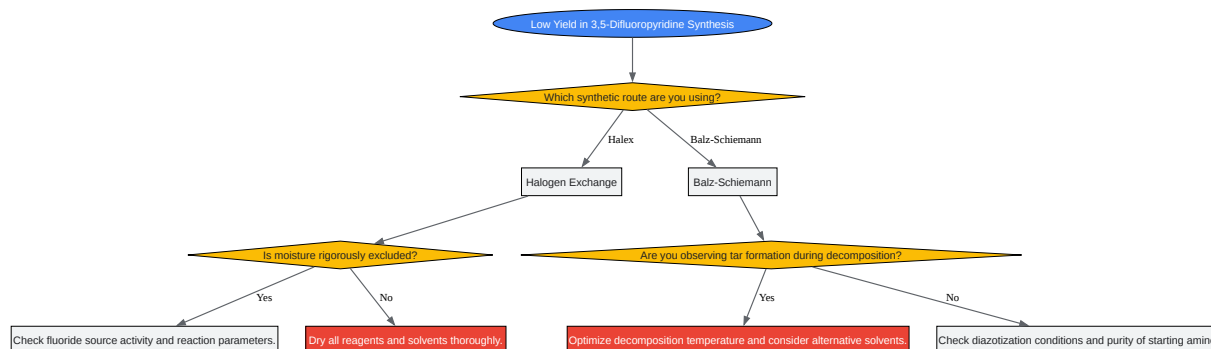 Low Yield in 3,5-Difluoropyridine Synthesis
Which synthetic route are you using?
Halex
Balz-Schiemann
Halogen Exchange
Balz-Schiemann
Is moisture rigorously excluded?
Are you observing tar formation during decomposition?
Yes
No
Yes
No
Check fluoride source activity and reaction parameters.
Dry all reagents and solvents thoroughly.
Optimize decomposition temperature and consider alternative solvents.
Check diazotization conditions and purity of starting amine